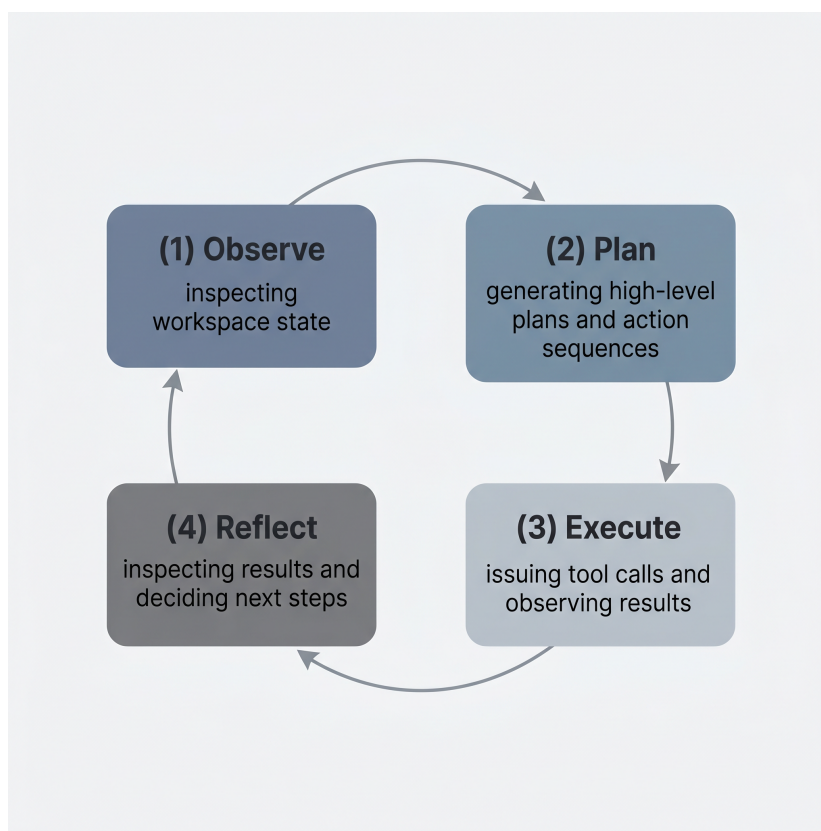 (1) Observe
inspecting
workspace state
(2) Plan
generating high-level
plans and action
sequences
(3) Execute
issuing tool calls and
observing results
(4) Reflect
inspecting results and
deciding next steps